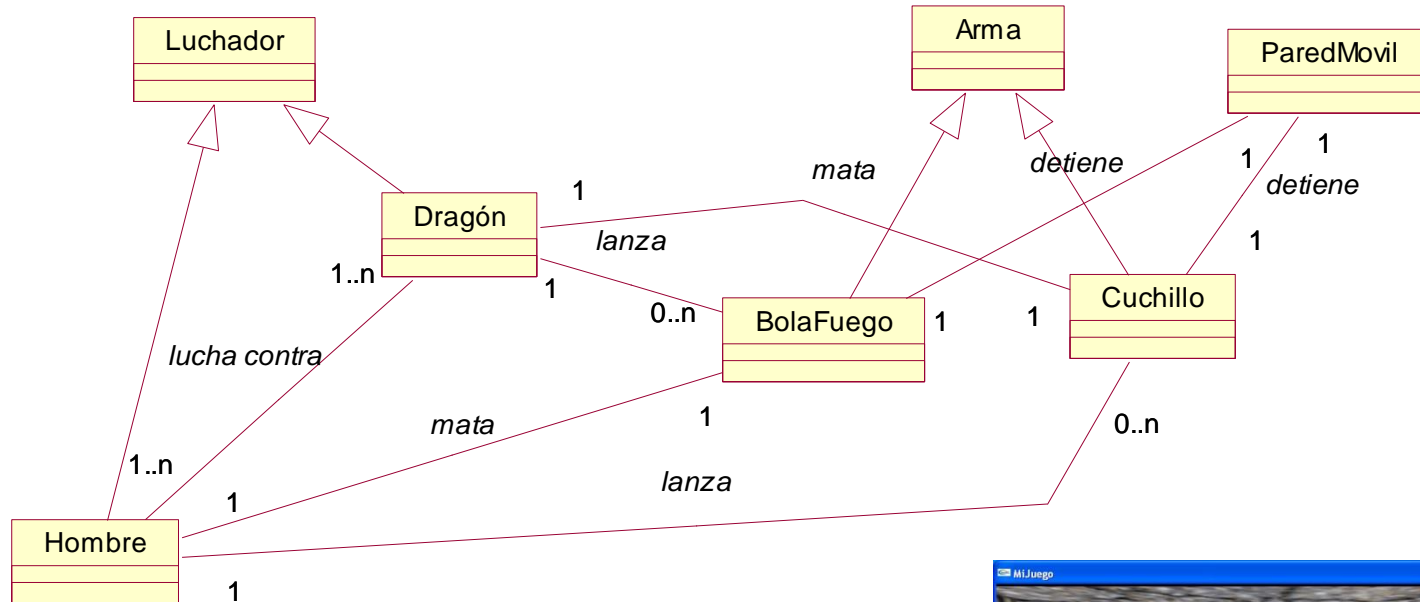 Luchador
Arma
ParedMovil
mata
detiene
1
1
detiene
1
Dragón
lanza
1..n
1
0..n
1
Cuchillo
BolaFuego
1
1
lucha contra
mata
1
0..n
1..n
1
lanza
Hombre
1
MiJuego